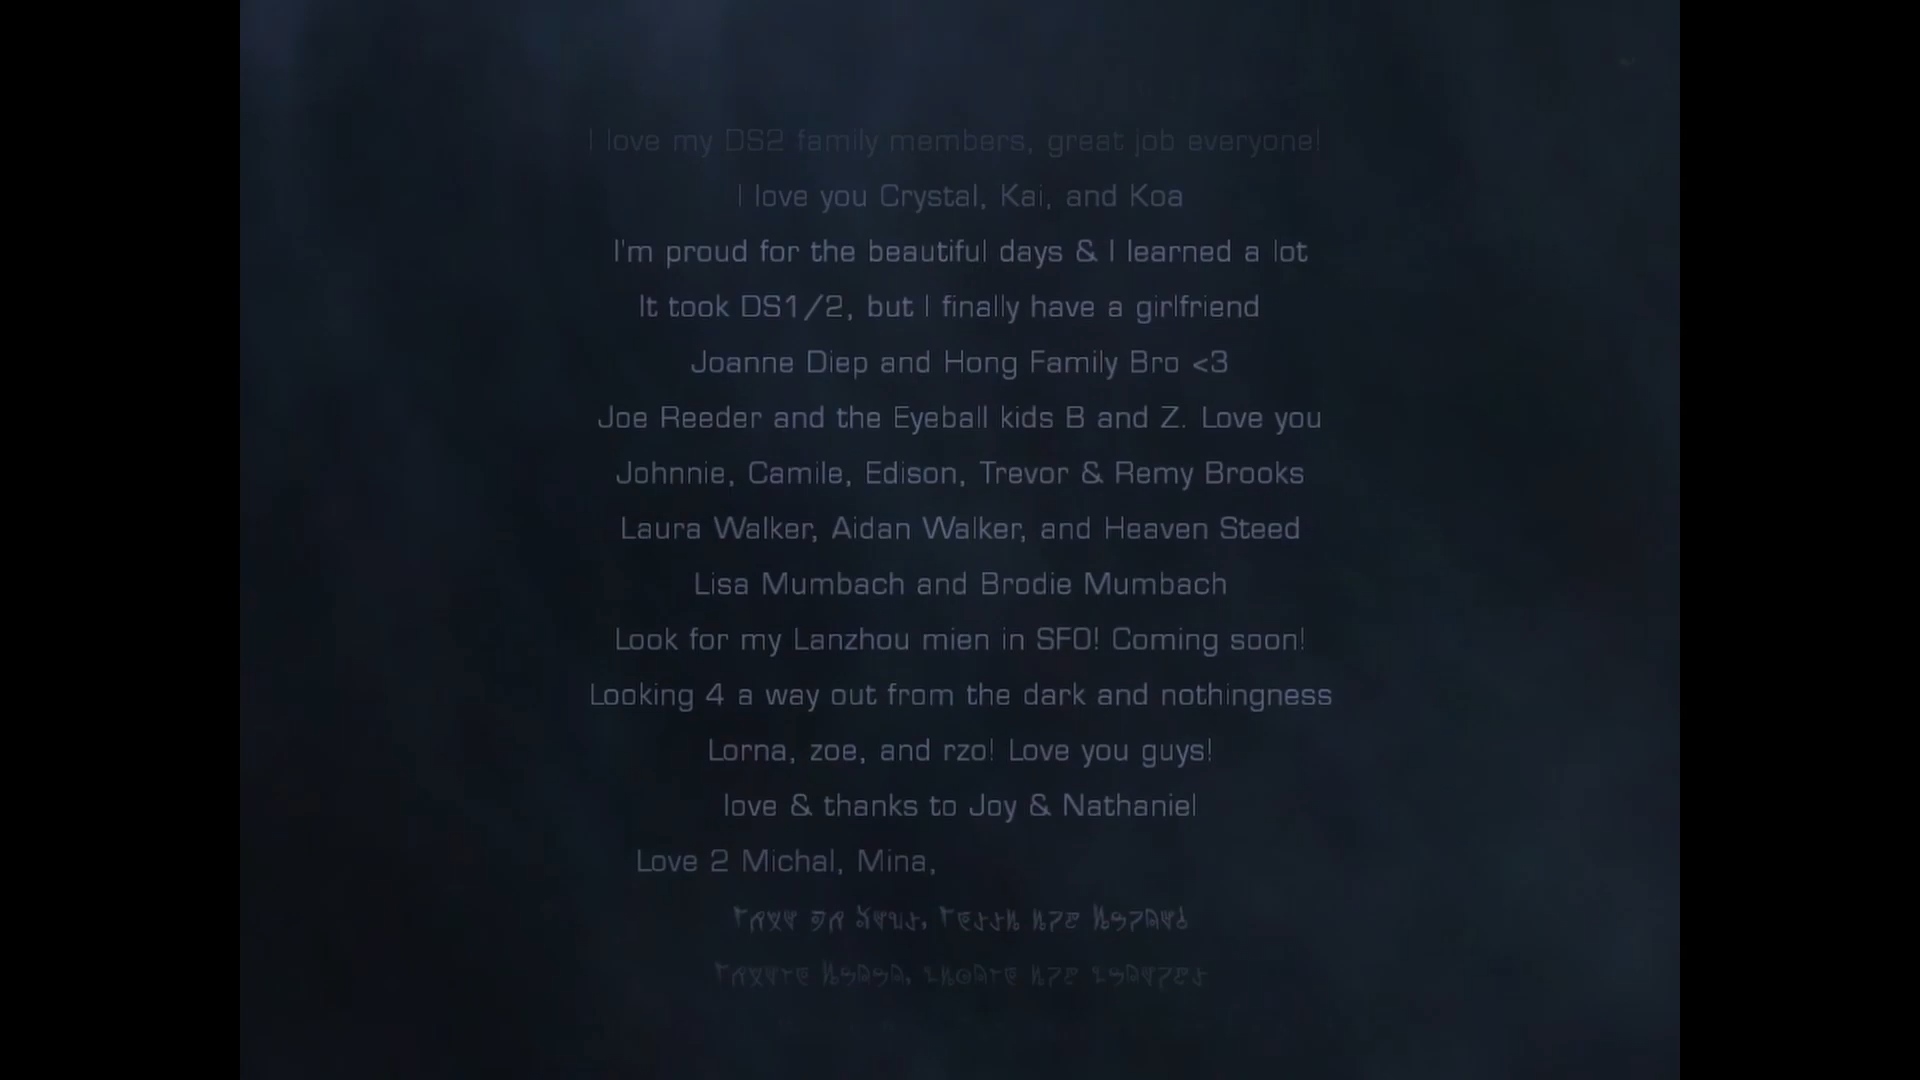 I love my DS2 family members, great job everyone!
I love you Crystal, Kai, and Koa
I'm proud for the beautiful days & I learned a lot
It took DS1/2, but I finally have a girlfriend
Joanne Diep and Hong Family Bro <3
Joe Reeder and the Eyeball kids B and Z. Love you
Johnnie, Camile, Edison, Trevor & Remy Brooks
Laura Walker, Aidan Walker, and Heaven Steed
Lisa Mumbach and Brodie Mumbach
Look for my Lanzhou mien in SFO! Coming soon!
Looking 4 a way out from the dark and nothingness
Lorna, zoe, and rzo! Love you guys!
love & thanks to Joy & Nathaniel
Love 2 Michal, Mina,